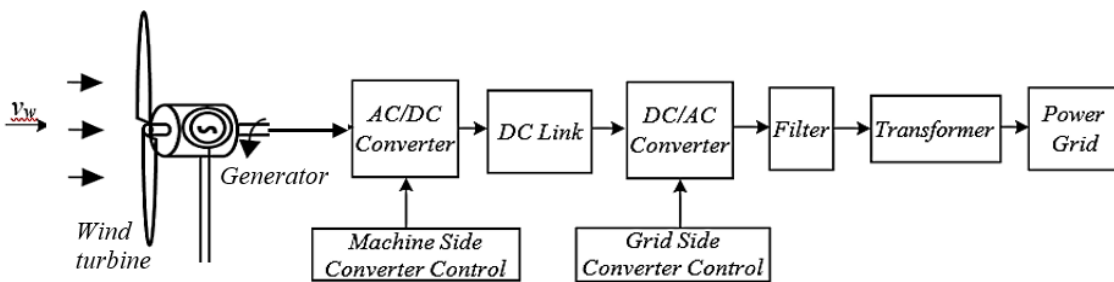 v_w
Wind
turbine
Generator
AC/DC
Converter
Machine Side
Converter Control
DC Link
DC/AC
Converter
Grid Side
Converter Control
Filter
Transformer
Power
Grid